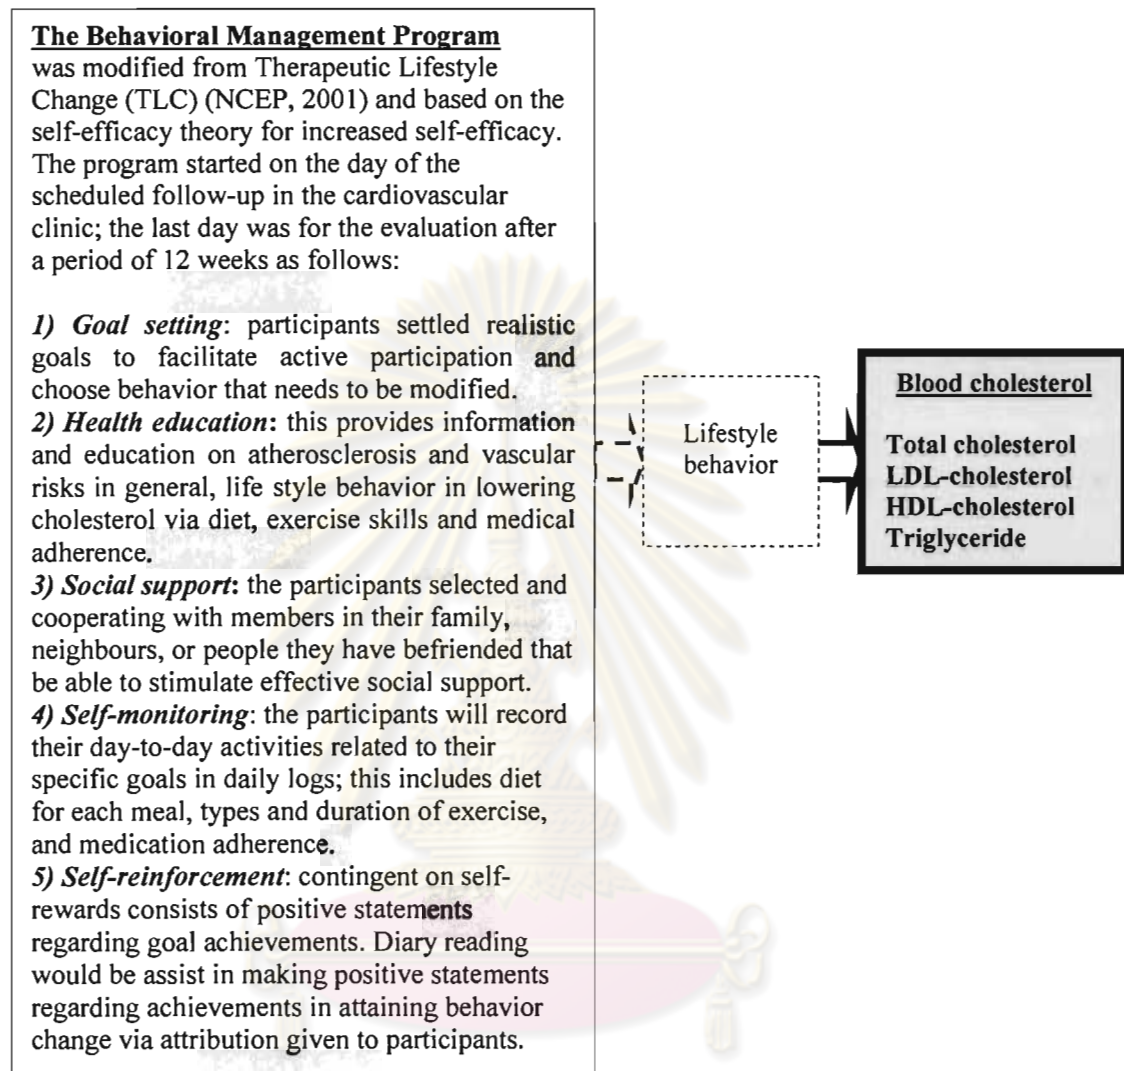 The Behavioral Management Program
was modified from Therapeutic Lifestyle
Change (TLC) (NCEP, 2001) and based on the
self-efficacy theory for increased self-efficacy.
The program started on the day of the
scheduled follow-up in the cardiovascular
clinic; the last day was for the evaluation after
a period of 12 weeks as follows:
1) Goal setting: participants settled realistic
goals to facilitate active participation and
choose behavior that needs to be modified.
2) Health education: this provides information
and education on atherosclerosis and vascular
risks in general, life style behavior in lowering
cholesterol via diet, exercise skills and medical
adherence.
3) Social support: the participants selected and
cooperating with members in their family,
neighbours, or people they have befriended that
be able to stimulate effective social support.
4) Self-monitoring: the participants will record
their day-to-day activities related to their
specific goals in daily logs; this includes diet
for each meal, types and duration of exercise,
and medication adherence.
5) Self-reinforcement: contingent on self-
rewards consists of positive statements
regarding goal achievements. Diary reading
would be assist in making positive statements
regarding achievements in attaining behavior
change via attribution given to participants.
Lifestyle
behavior
Blood cholesterol
Total cholesterol
LDL-cholesterol
HDL-cholesterol
Triglyceride